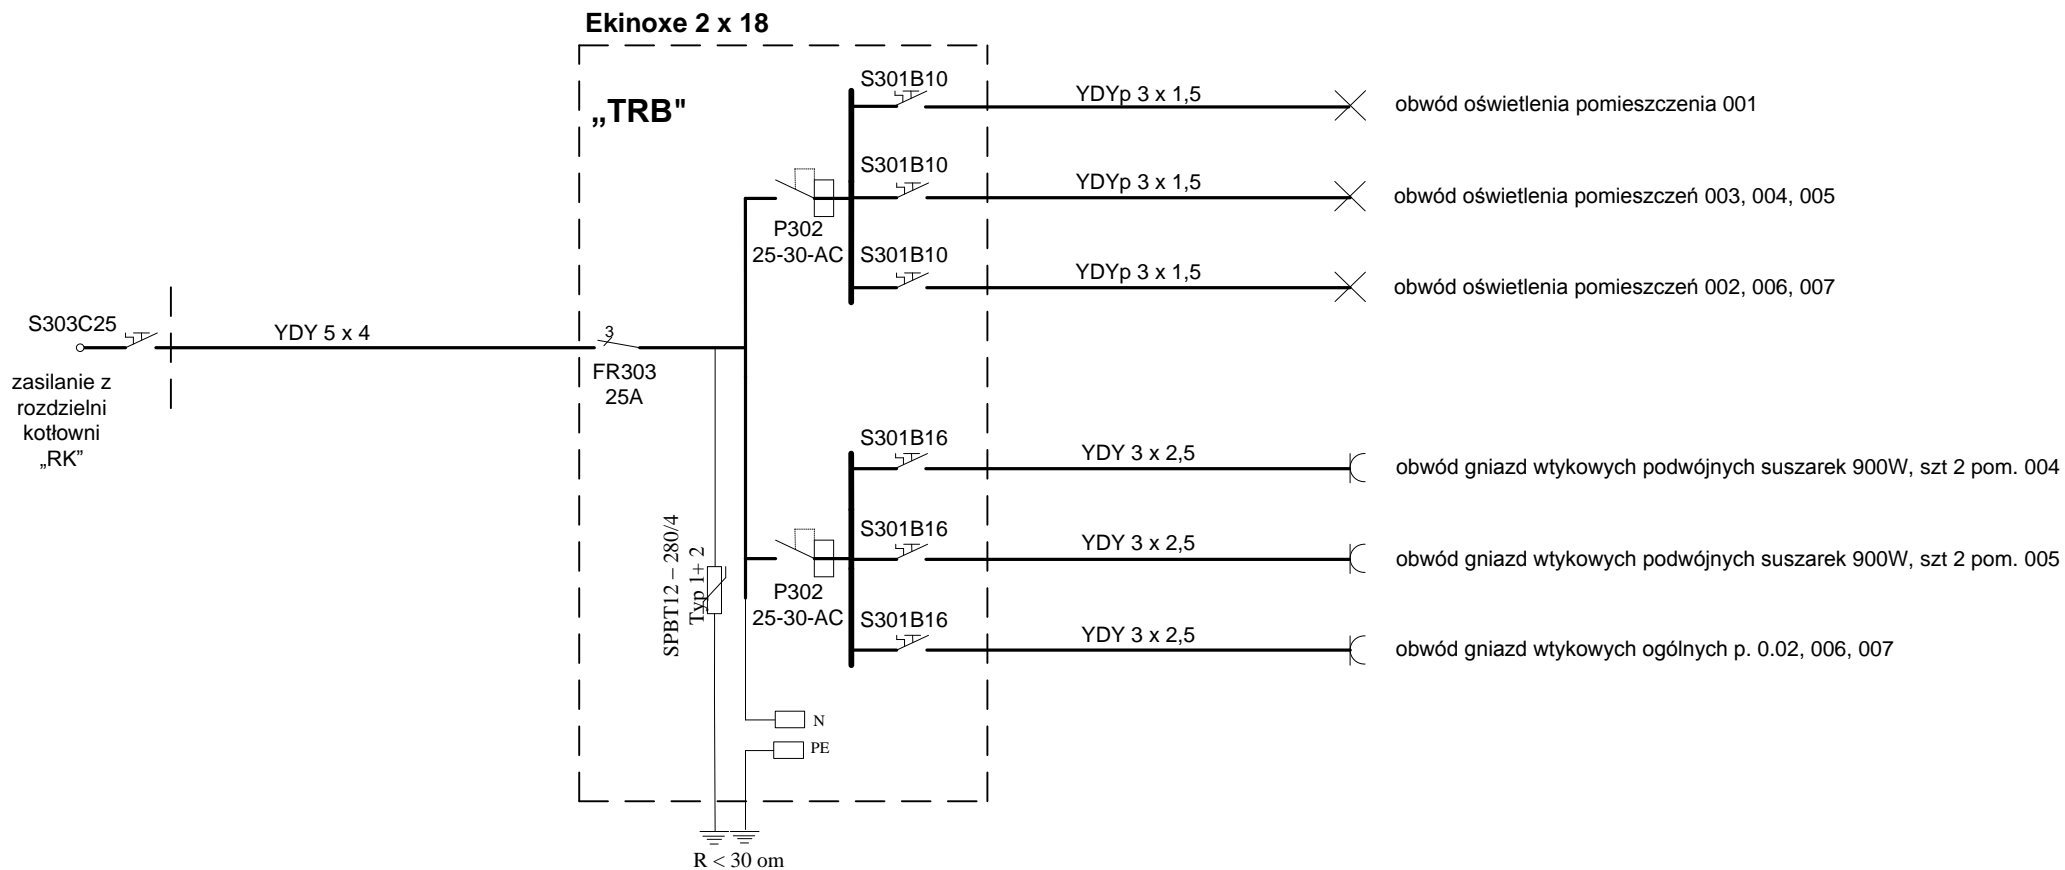 Ekinoxe 2 x 18
„TRB"
S301B10
YDYp 3 x 1,5
obwód oświetlenia pomieszczenia 001
S301B10
YDYp 3 x 1,5
obwód oświetlenia pomieszczeń 003, 004, 005
P302
25-30-AC
S301B10
YDYp 3 x 1,5
obwód oświetlenia pomieszczeń 002, 006, 007
S303C25
YDY 5 x 4
3
FR303
25A
zasilanie z
rozdzielni
kotłowni
„RK”
S301B16
YDY 3 x 2,5
obwód gniazd wtykowych podwójnych suszarek 900W, szt 2 pom. 004
S301B16
YDY 3 x 2,5
obwód gniazd wtykowych podwójnych suszarek 900W, szt 2 pom. 005
SPBT12 – 280/4
Typ 1+ 2
P302
25-30-AC
S301B16
YDY 3 x 2,5
obwód gniazd wtykowych ogólnych p. 0.02, 006, 007
N
PE
R < 30 om